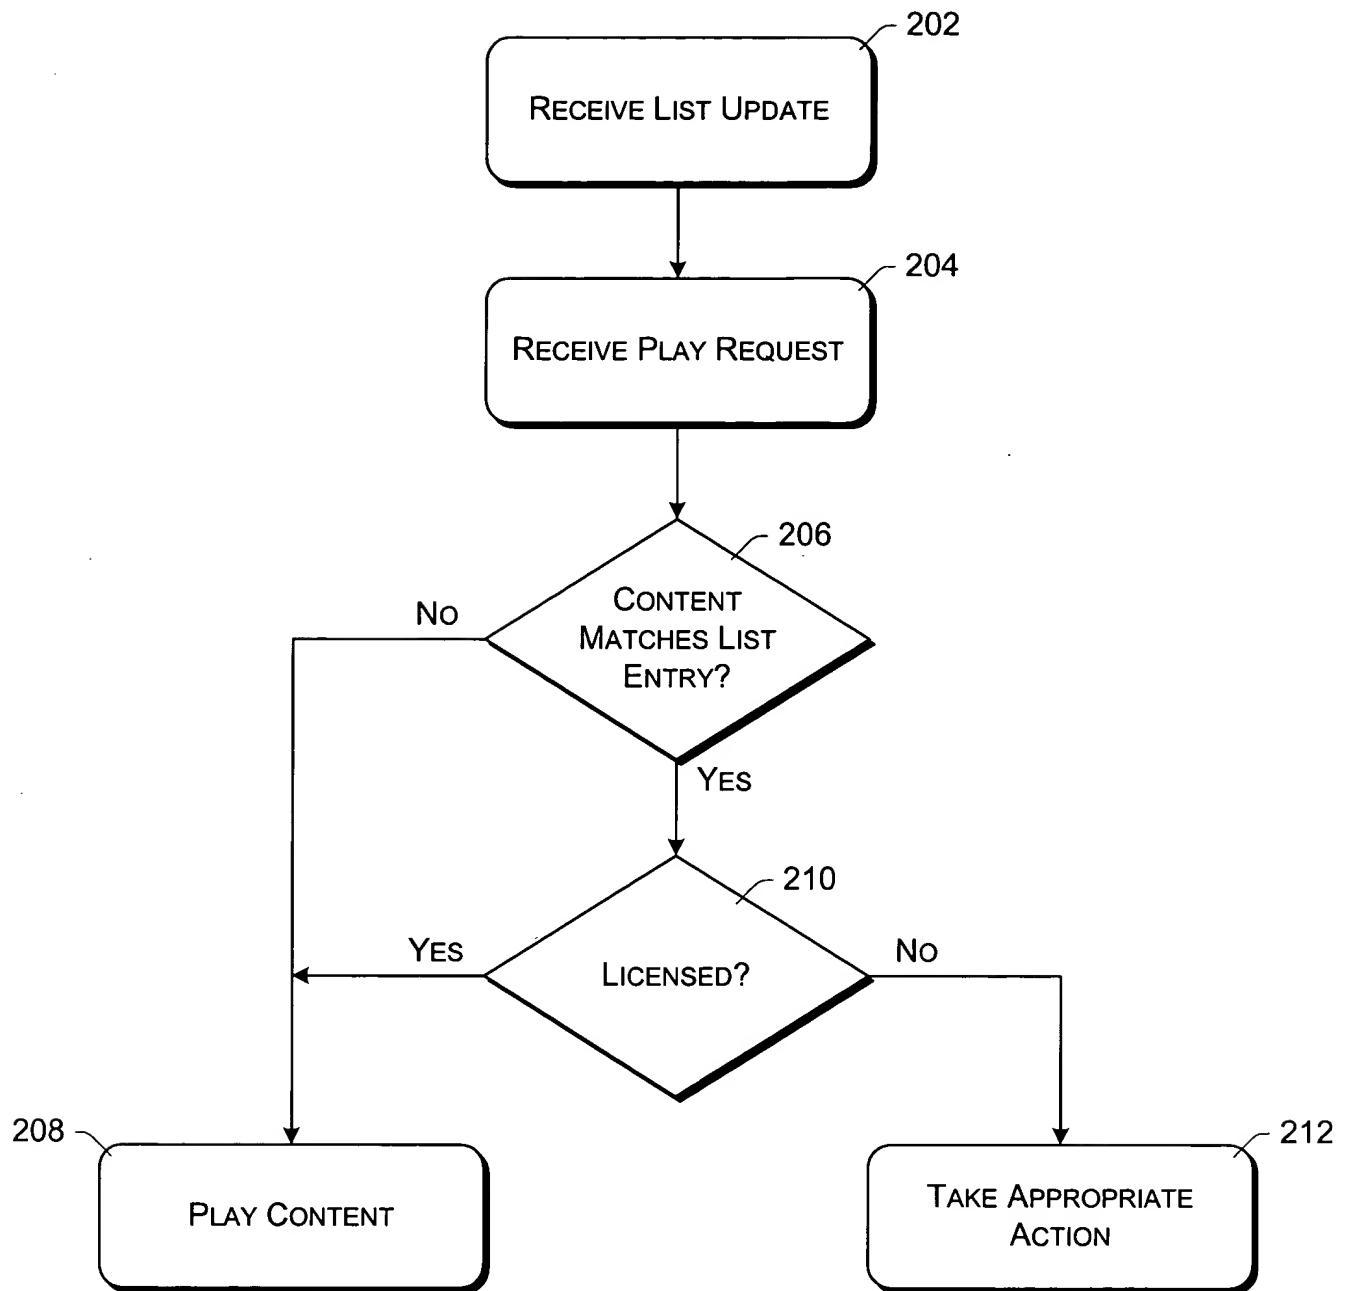 202
RECEIVE LIST UPDATE
204
RECEIVE PLAY REQUEST
206
CONTENT
MATCHES LIST
ENTRY?
NO
YES
210
LICENSED?
YES
NO
208
PLAY CONTENT
212
TAKE APPROPRIATE
ACTION